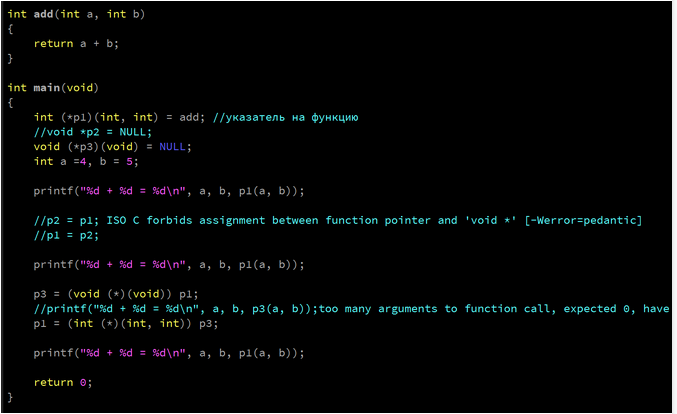 int add(int a, int b)
{
    return a + b;
}

int main(void)
{
    int (*p1)(int, int) = add; //указатель на функцию
    //void *p2 = NULL;
    void (*p3)(void) = NULL;
    int a =4, b = 5;

    printf("%d + %d = %d\n", a, b, p1(a, b));

    //p2 = p1; ISO C forbids assignment between function pointer and 'void *' [-Werror=pedantic]
    //p1 = p2;

    printf("%d + %d = %d\n", a, b, p1(a, b));

    p3 = (void (*)(void)) p1;
    //printf("%d + %d = %d\n", a, b, p3(a, b));too many arguments to function call, expected 0, have
    p1 = (int (*)(int, int)) p3;

    printf("%d + %d = %d\n", a, b, p1(a, b));

    return 0;
}